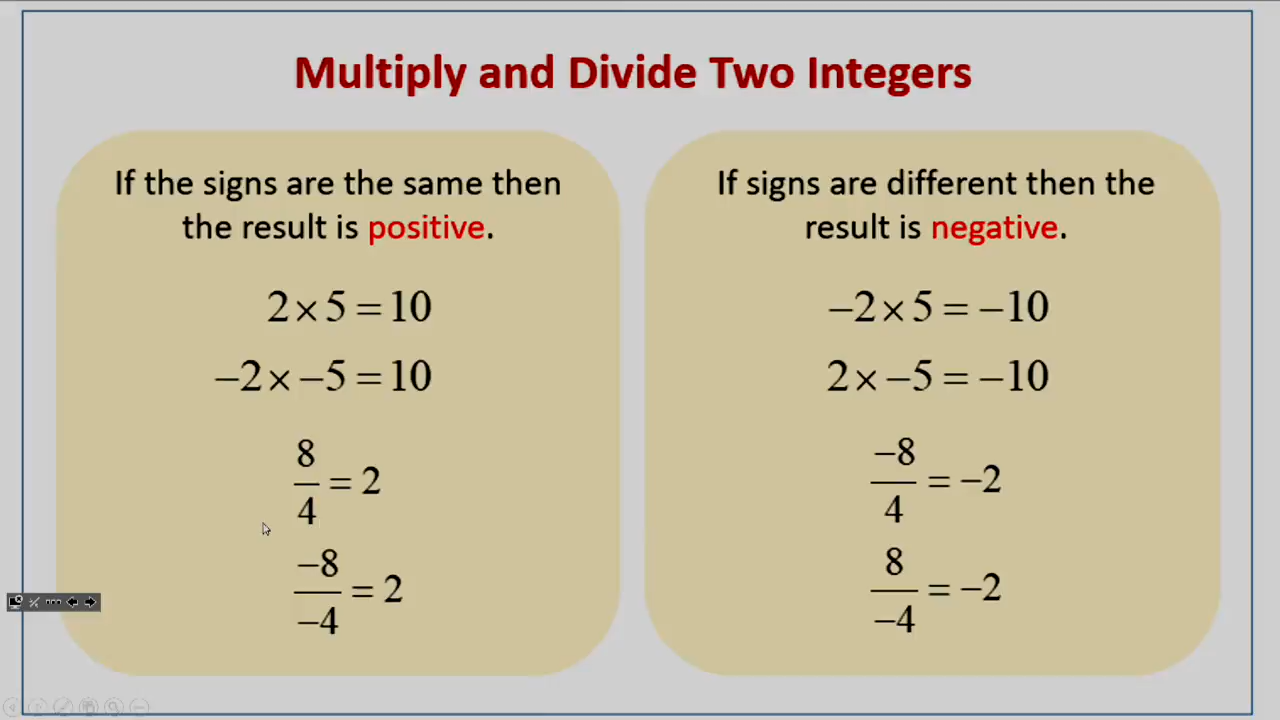 Multiply and Divide Two Integers
If the signs are the same then
the result is positive.
2 × 5 = 10
−2 × −5 = 10
8/4 = 2
−8/−4 = 2
If signs are different then the
result is negative.
−2 × 5 = −10
2 × −5 = −10
−8/4 = −2
8/−4 = −2